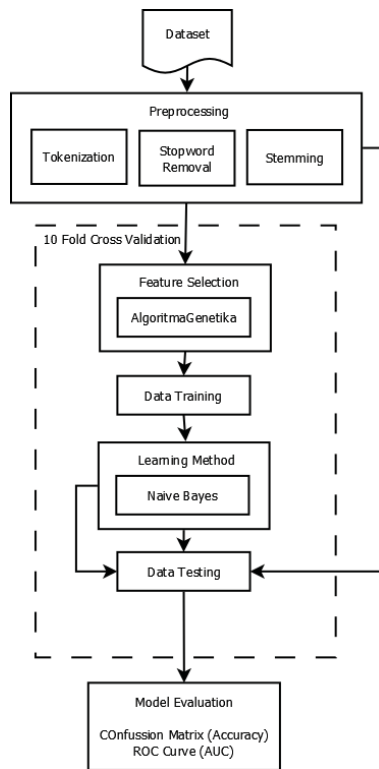 Dataset
Preprocessing
Tokenization
Stopword
Removal
Stemming
10 Fold Cross Validation
Feature Selection
AlgoritmaGenetika
Data Training
Learning Method
Naive Bayes
Data Testing
Model Evaluation
COnfussion Matrix (Accuracy)
ROC Curve (AUC)